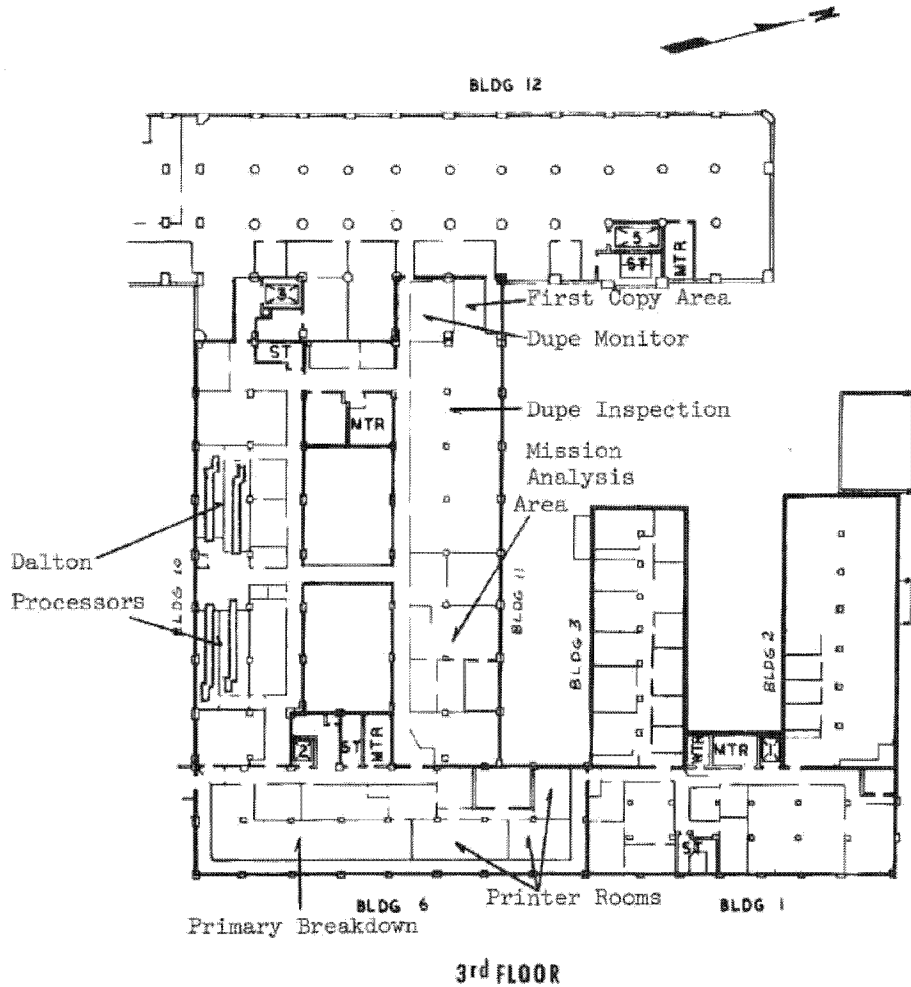 N
BLDG 12
5
ST
MTR
3
First Copy Area
Dupe Monitor
ST
MTR
Dupe Inspection
Mission
Analysis
Area
Dalton
Processors
BLDG 10
BLDG 11
BLDG 3
BLDG 2
2
ST
MTR
WTR
MTR
1
ST
BLDG 6
Printer Rooms
BLDG 1
Primary Breakdown
3rd FLOOR